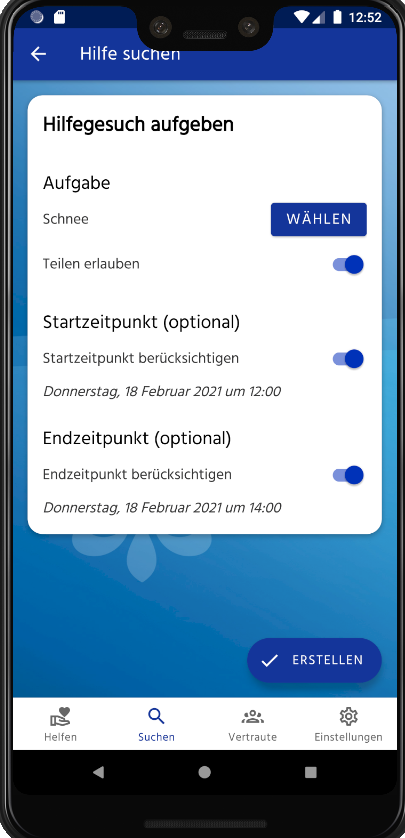 12:52
Hilfe suchen
Hilfegesuch aufgeben
Aufgabe
Schnee
WÄHLEN
Teilen erlauben
Startzeitpunkt (optional)
Startzeitpunkt berücksichtigen
Donnerstag, 18 Februar 2021 um 12:00
Endzeitpunkt (optional)
Endzeitpunkt berücksichtigen
Donnerstag, 18 Februar 2021 um 14:00
ERSTELLEN
Helfen Suchen Vertraute Einstellungen